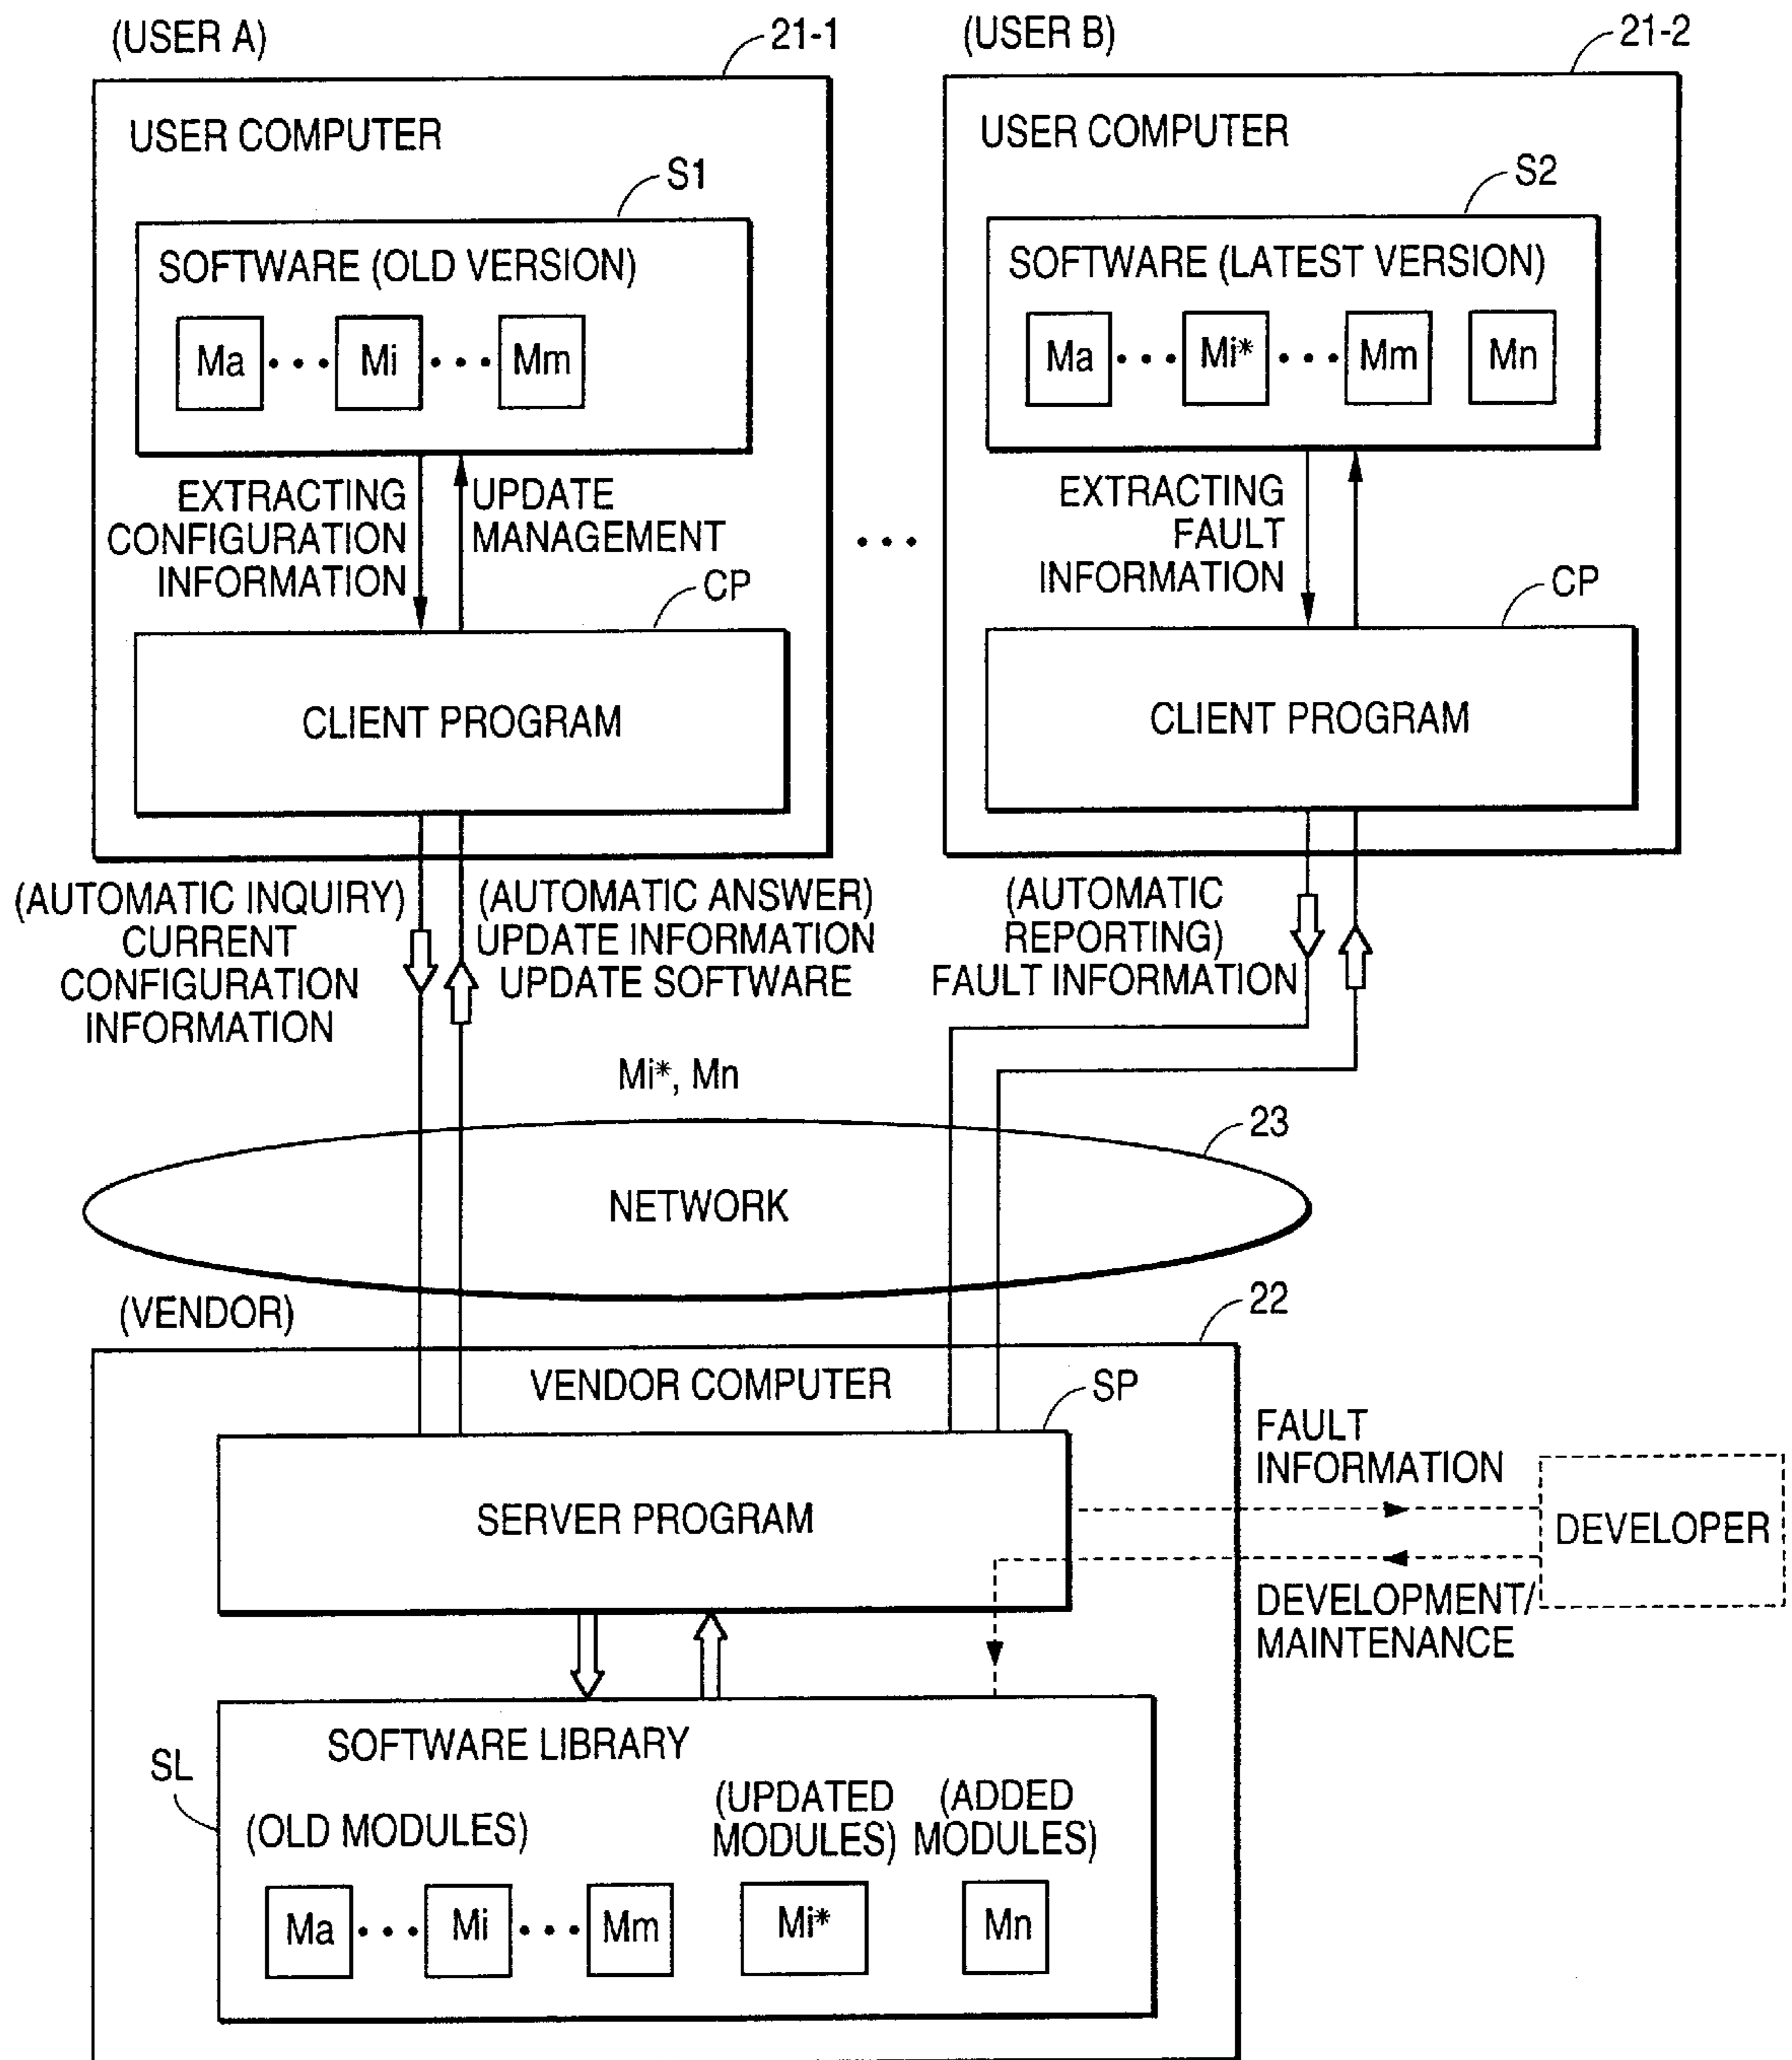 (USER A)
21-1
USER COMPUTER
S1
SOFTWARE (OLD VERSION)
Ma ••• Mi ••• Mm
EXTRACTING
CONFIGURATION
INFORMATION
UPDATE
MANAGEMENT
CP
CLIENT PROGRAM
•••
(USER B)
21-2
USER COMPUTER
S2
SOFTWARE (LATEST VERSION)
Ma ••• Mi* ••• Mm Mn
EXTRACTING
FAULT
INFORMATION
CP
CLIENT PROGRAM
(AUTOMATIC INQUIRY)
CURRENT
CONFIGURATION
INFORMATION
(AUTOMATIC ANSWER)
UPDATE INFORMATION
UPDATE SOFTWARE
(AUTOMATIC
REPORTING)
FAULT INFORMATION
Mi*, Mn
23
NETWORK
(VENDOR)
22
VENDOR COMPUTER
SP
SERVER PROGRAM
FAULT
INFORMATION
DEVELOPER
DEVELOPMENT/
MAINTENANCE
SOFTWARE LIBRARY
SL
(OLD MODULES)
(UPDATED
MODULES)
(ADDED
MODULES)
Ma ••• Mi ••• Mm Mi* Mn